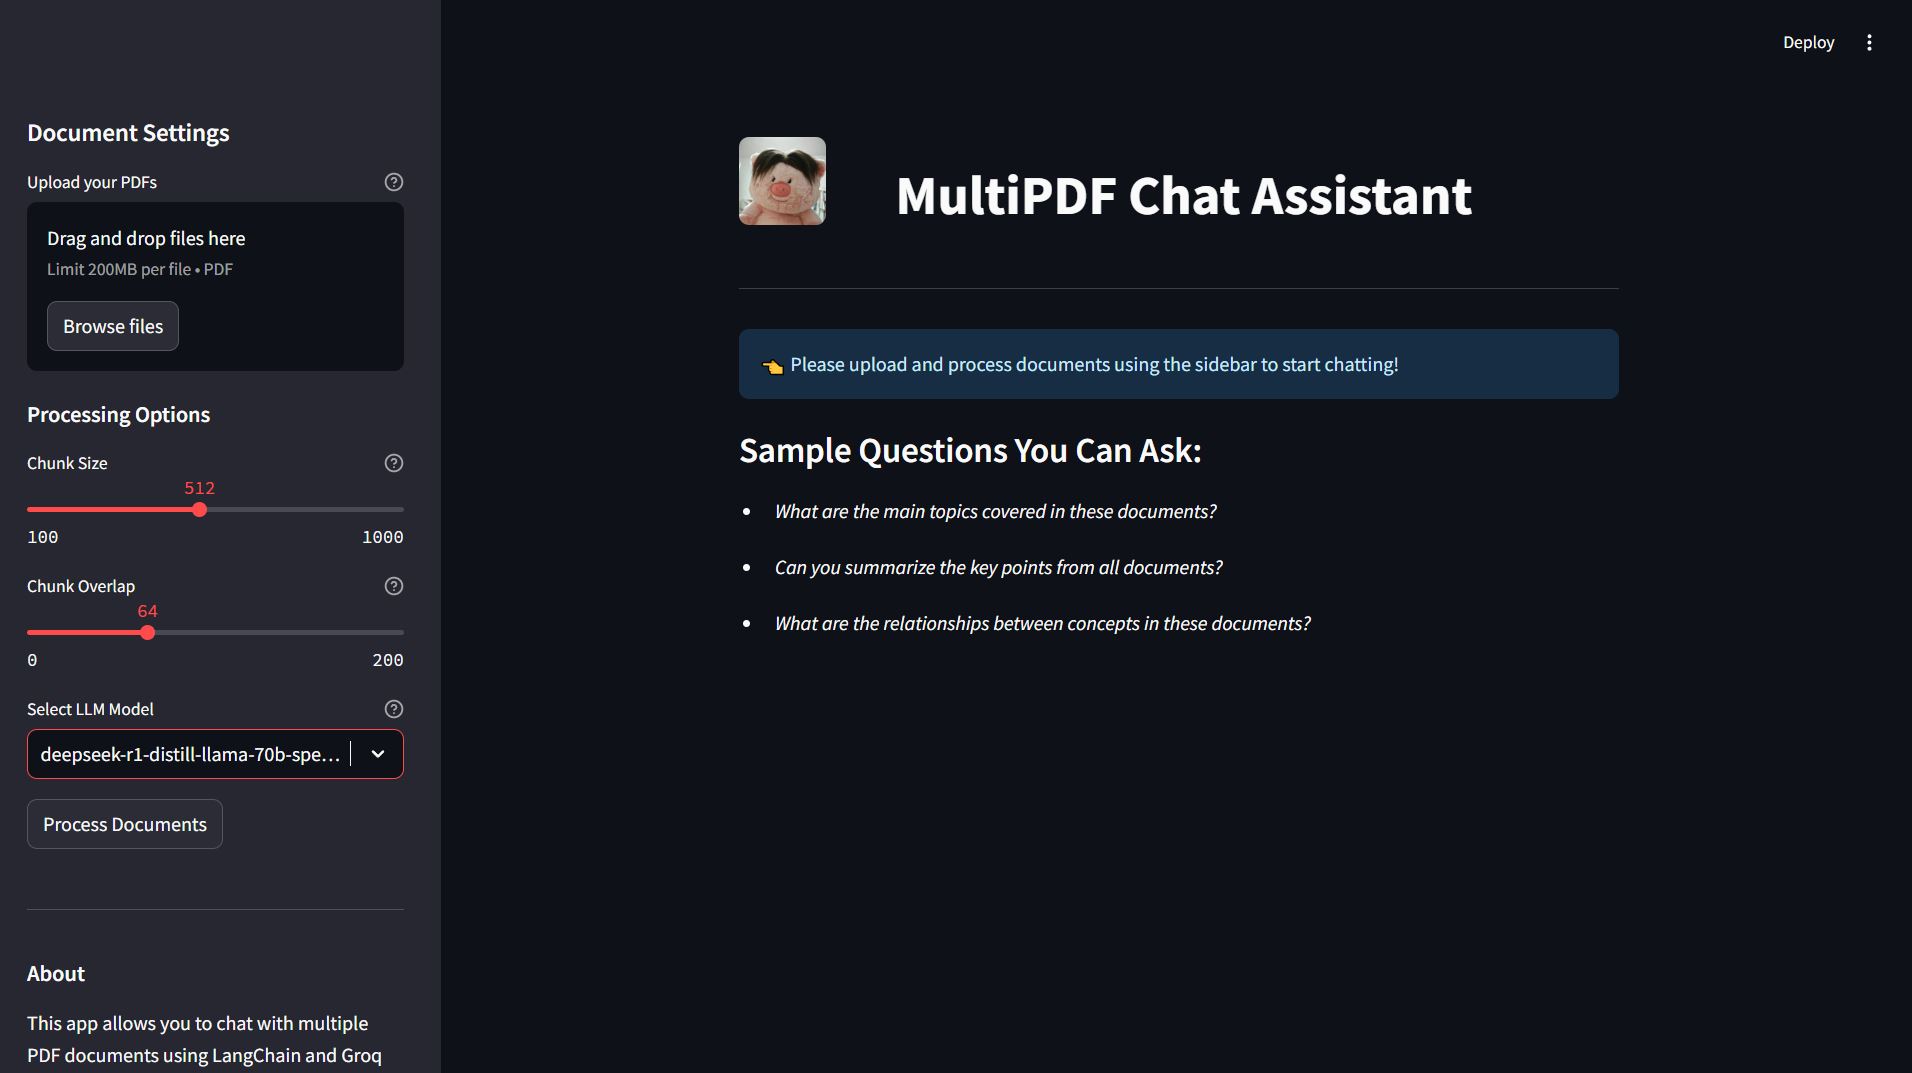 Deploy
Document Settings
Upload your PDFs
Drag and drop files here
Limit 200MB per file • PDF
Browse files
Processing Options
Chunk Size
512
100 1000
Chunk Overlap
64
0 200
Select LLM Model
deepseek-r1-distill-llama-70b-spe...
Process Documents
About
This app allows you to chat with multiple
PDF documents using LangChain and Groq
MultiPDF Chat Assistant
👈 Please upload and process documents using the sidebar to start chatting!
Sample Questions You Can Ask:
• What are the main topics covered in these documents?
• Can you summarize the key points from all documents?
• What are the relationships between concepts in these documents?